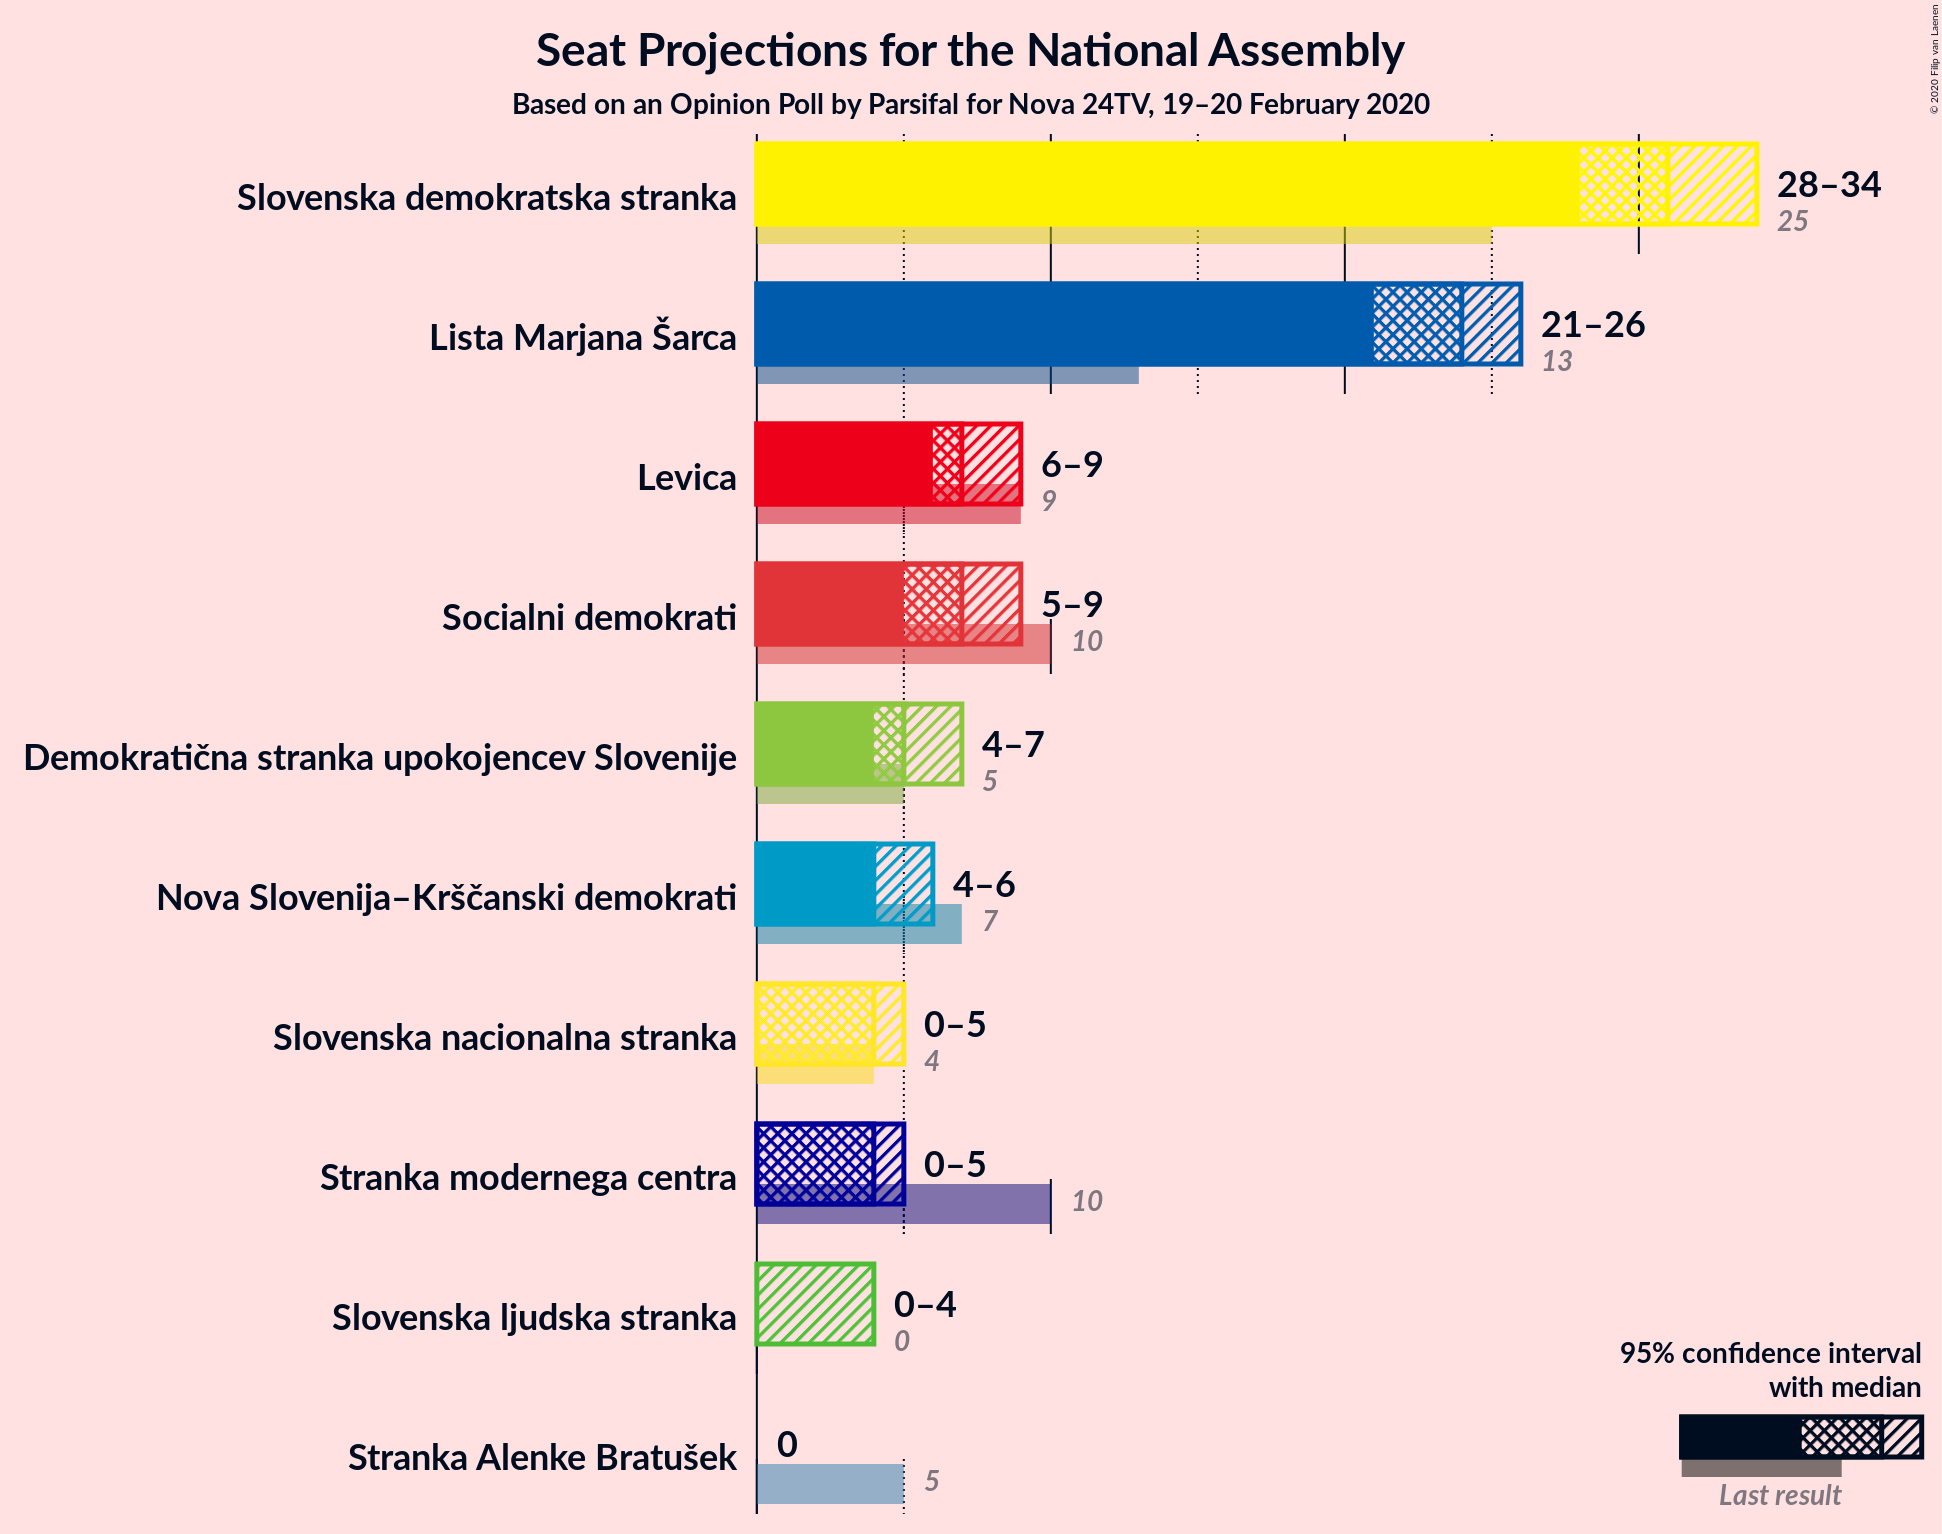 Seat Projections for the National Assembly
Based on an Opinion Poll by Parsifal for Nova 24TV, 19–20 February 2020
© 2020 Filip van Laenen
Slovenska demokratska stranka
28–34
25
Lista Marjana Šarca
21–26
13
Levica
6–9
9
Socialni demokrati
5–9
10
Demokratična stranka upokojencev Slovenije
4–7
5
Nova Slovenija–Krščanski demokrati
4–6
7
Slovenska nacionalna stranka
0–5
4
Stranka modernega centra
0–5
10
Slovenska ljudska stranka
0–4
0
Stranka Alenke Bratušek
0
5
95% confidence interval
with median
Last result